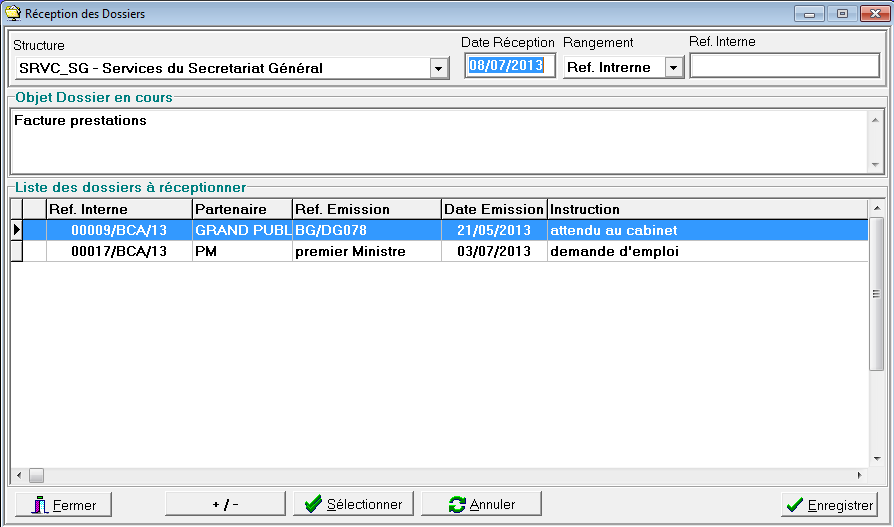 Réception des Dossiers
Structure
Date Réception
Rangement
Ref. Interne
SRVC_SG - Services du Secretariat Général
08/07/2013
Ref. Intrerne
Objet Dossier en cours
Facture prestations
Liste des dossiers à réceptionner
Ref. Interne Partenaire Ref. Emission Date Emission Instruction
00009/BCA/13 GRAND PUBL BG/DG078 21/05/2013 attendu au cabinet
00017/BCA/13 PM premier Ministre 03/07/2013 demande d'emploi
Fermer + / - Sélectionner Annuler Enregistrer